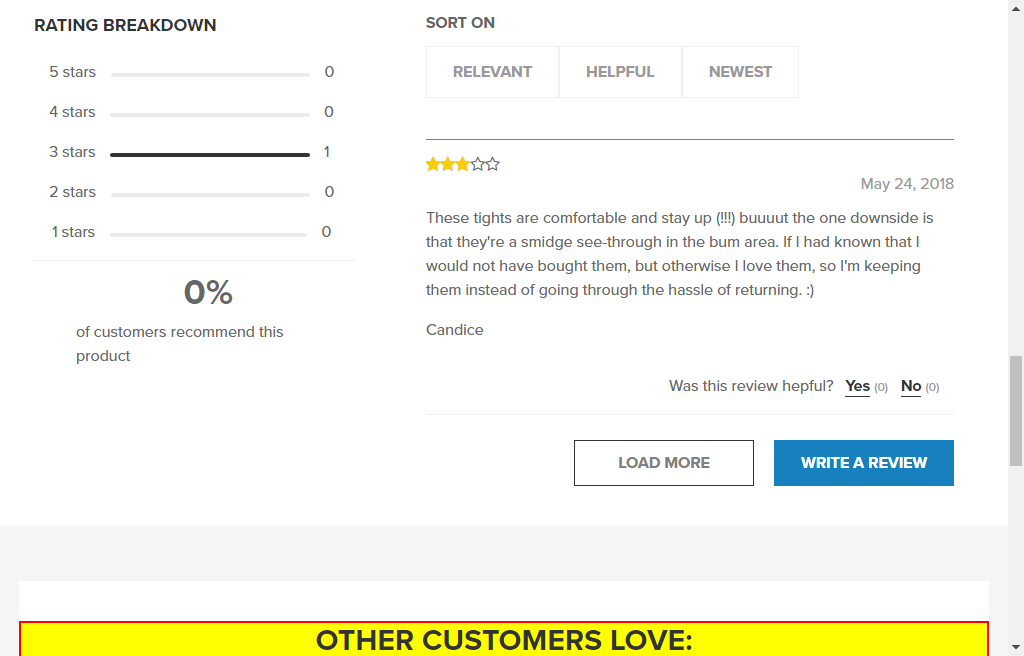 RATING BREAKDOWN
5 stars 0
4 stars 0
3 stars 1
2 stars 0
1 stars 0
0%
of customers recommend this
product
SORT ON
RELEVANT HELPFUL NEWEST
May 24, 2018
These tights are comfortable and stay up (!!!) buuuut the one downside is
that they're a smidge see-through in the bum area. If I had known that I
would not have bought them, but otherwise I love them, so I'm keeping
them instead of going through the hassle of returning. :)
Candice
Was this review hepful? Yes (0) No (0)
LOAD MORE WRITE A REVIEW
OTHER CUSTOMERS LOVE: